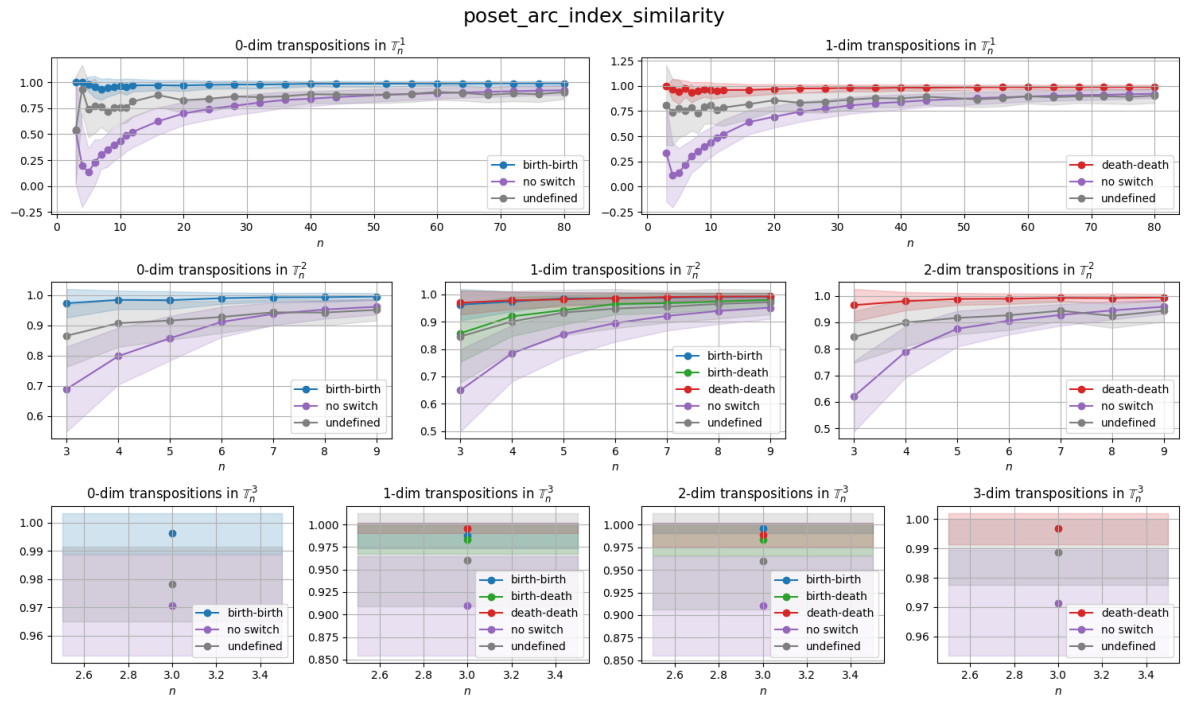 poset_arc_index_similarity
0-dim transpositions in 𝕋ₙ¹
1.00
0.75
0.50
0.25
0.00
−0.25
0
10
20
30
40
50
60
70
80
n
birth-birth
no switch
undefined
1-dim transpositions in 𝕋ₙ¹
1.25
1.00
0.75
0.50
0.25
0.00
−0.25
0
10
20
30
40
50
60
70
80
n
death-death
no switch
undefined
0-dim transpositions in 𝕋ₙ²
1.0
0.9
0.8
0.7
0.6
3
4
5
6
7
8
9
n
birth-birth
no switch
undefined
1-dim transpositions in 𝕋ₙ²
1.0
0.9
0.8
0.7
0.6
0.5
3
4
5
6
7
8
9
n
birth-birth
birth-death
death-death
no switch
undefined
2-dim transpositions in 𝕋ₙ²
1.0
0.9
0.8
0.7
0.6
0.5
3
4
5
6
7
8
9
n
death-death
no switch
undefined
0-dim transpositions in 𝕋ₙ³
1.00
0.99
0.98
0.97
0.96
2.6
2.8
3.0
3.2
3.4
n
birth-birth
no switch
undefined
1-dim transpositions in 𝕋ₙ³
1.000
0.975
0.950
0.925
0.900
0.875
0.850
2.6
2.8
3.0
3.2
3.4
n
birth-birth
birth-death
death-death
no switch
undefined
2-dim transpositions in 𝕋ₙ³
1.000
0.975
0.950
0.925
0.900
0.875
0.850
2.6
2.8
3.0
3.2
3.4
n
birth-birth
birth-death
death-death
no switch
undefined
3-dim transpositions in 𝕋ₙ³
1.00
0.99
0.98
0.97
0.96
2.6
2.8
3.0
3.2
3.4
n
death-death
no switch
undefined